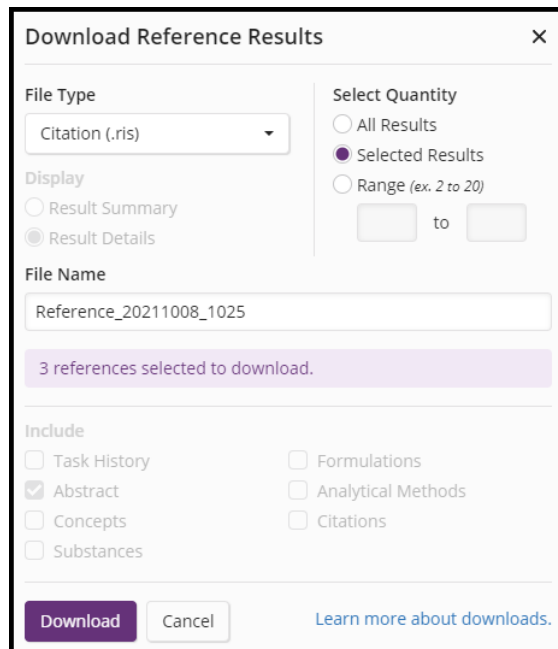 Download Reference Results
File Type
Citation (.ris)
Display
Result Summary
Result Details
Select Quantity
All Results
Selected Results
Range (ex. 2 to 20)
to
File Name
Reference_20211008_1025
3 references selected to download.
Include
Task History
Abstract
Concepts
Substances
Formulations
Analytical Methods
Citations
Download
Cancel
Learn more about downloads.